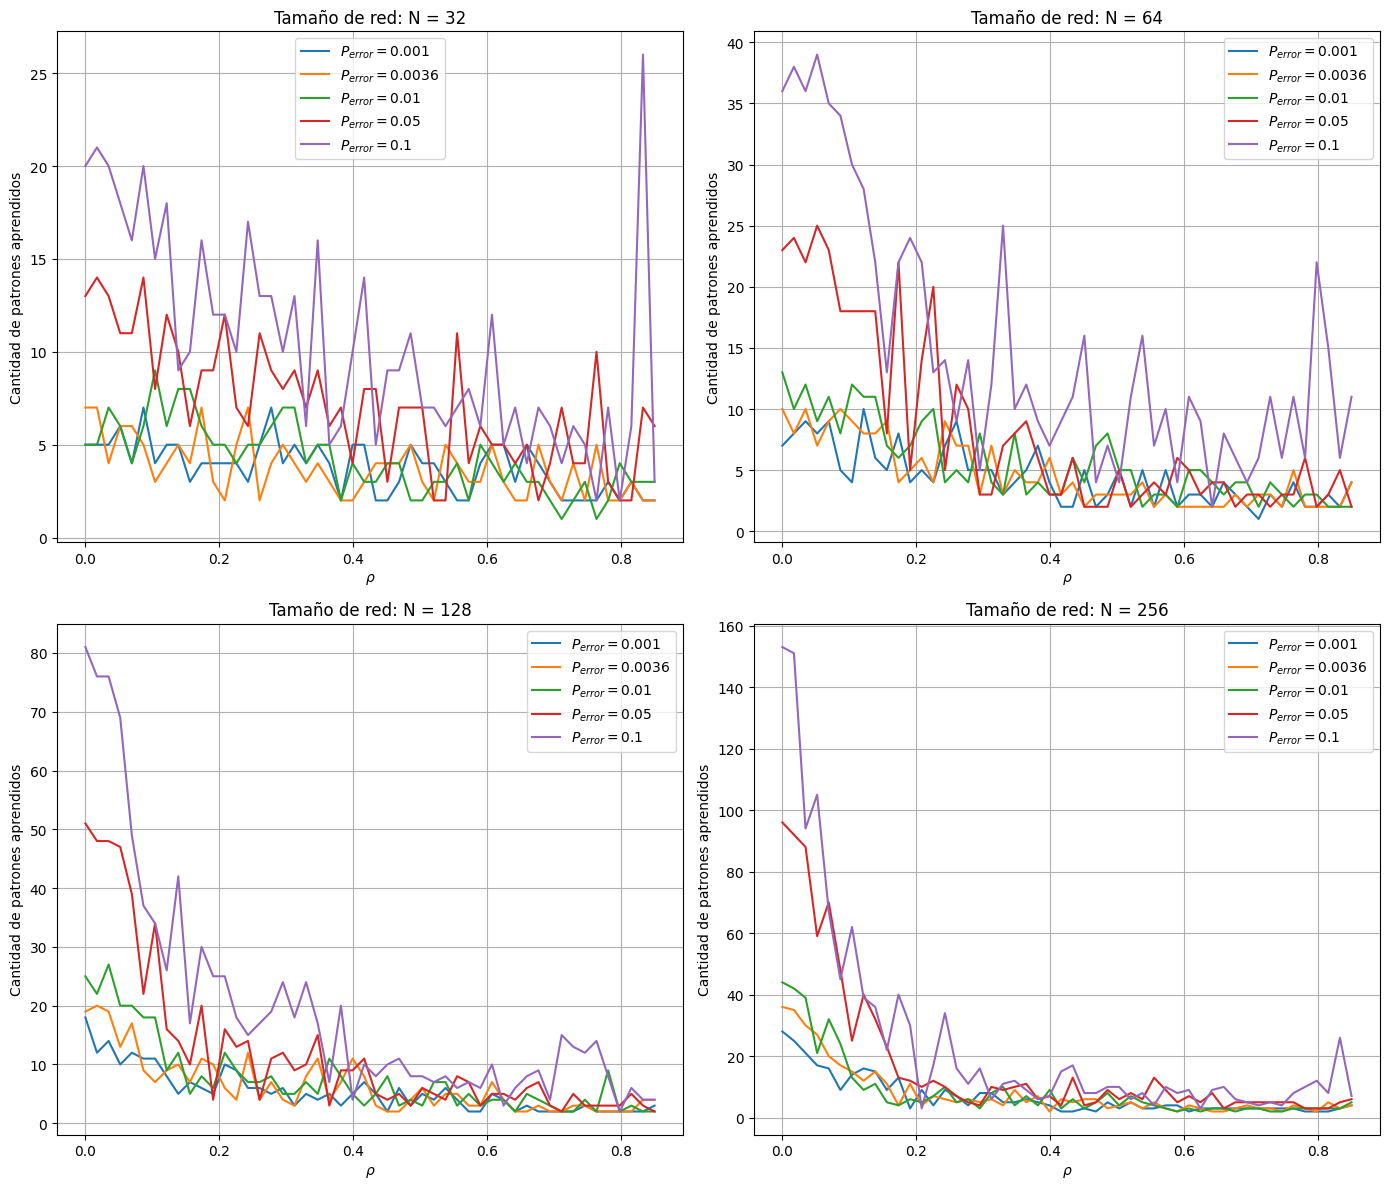 Tamaño de red: N = 32
Cantidad de patrones aprendidos
25
20
15
10
5
0
P_error = 0.001
P_error = 0.0036
P_error = 0.01
P_error = 0.05
P_error = 0.1
0.0 0.2 0.4 0.6 0.8
ρ
Tamaño de red: N = 64
Cantidad de patrones aprendidos
40
35
30
25
20
15
10
5
0
P_error = 0.001
P_error = 0.0036
P_error = 0.01
P_error = 0.05
P_error = 0.1
0.0 0.2 0.4 0.6 0.8
ρ
Tamaño de red: N = 128
Cantidad de patrones aprendidos
80
70
60
50
40
30
20
10
0
P_error = 0.001
P_error = 0.0036
P_error = 0.01
P_error = 0.05
P_error = 0.1
0.0 0.2 0.4 0.6 0.8
ρ
Tamaño de red: N = 256
Cantidad de patrones aprendidos
160
140
120
100
80
60
40
20
0
P_error = 0.001
P_error = 0.0036
P_error = 0.01
P_error = 0.05
P_error = 0.1
0.0 0.2 0.4 0.6 0.8
ρ